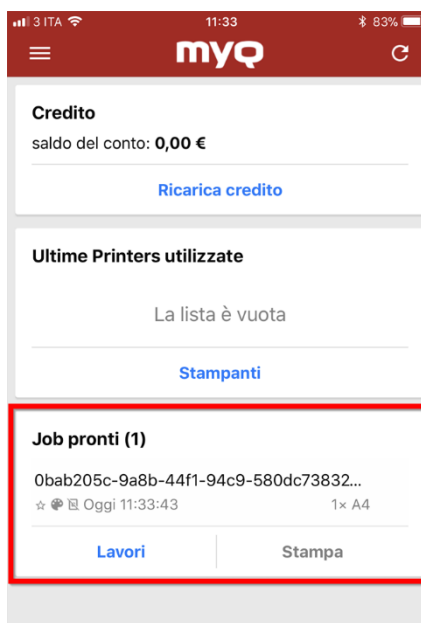 3 ITA 11:33 83%
myQ
Credito
saldo del conto: 0,00 €
Ricarica credito
Ultime Printers utilizzate
La lista è vuota
Stampanti
Job pronti (1)
0bab205c-9a8b-44f1-94c9-580dc73832...
Oggi 11:33:43 1× A4
Lavori Stampa